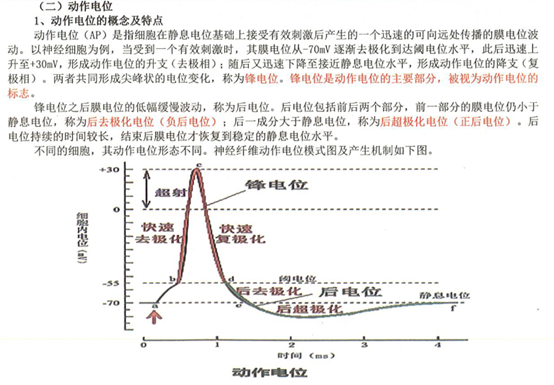 （二）动作电位
1、动作电位的概念及特点
动作电位（AP）是指细胞在静息电位基础上接受有效刺激后产生的一个迅速的可向远处传播的膜电位波
动。以神经细胞为例，当受到一个有效刺激时，其膜电位从-70mV 逐渐去极化到达阈电位水平，此后迅速上
升至+30mV，形成动作电位的升支（去极相）；随后又迅速下降至接近静息电位水平，形成动作电位的降支（复
极相）。两者共同形成尖峰状的电位变化，称为锋电位。锋电位是动作电位的主要部分，被视为动作电位的
标志。
锋电位之后膜电位的低幅缓慢波动，称为后电位。后电位包括前后两个部分，前一部分的膜电位仍小于
静息电位，称为后去极化电位（负后电位）；后一成分大于静息电位，称为后超极化电位（正后电位）。后
电位持续的时间较长，结束后膜电位才恢复到稳定的静息电位水平。
不同的细胞，其动作电位形态不同。神经纤维动作电位模式图及产生机制如下图。
+30
c
超射
锋电位
0
快速
去极化
快速
复极化
细胞内电位（mV）
-55
b
d
阈电位
后去极化
后电位
静息电位
-70
a
e
后超极化
f
0
1
2
3
4
时间（ms）
动作电位